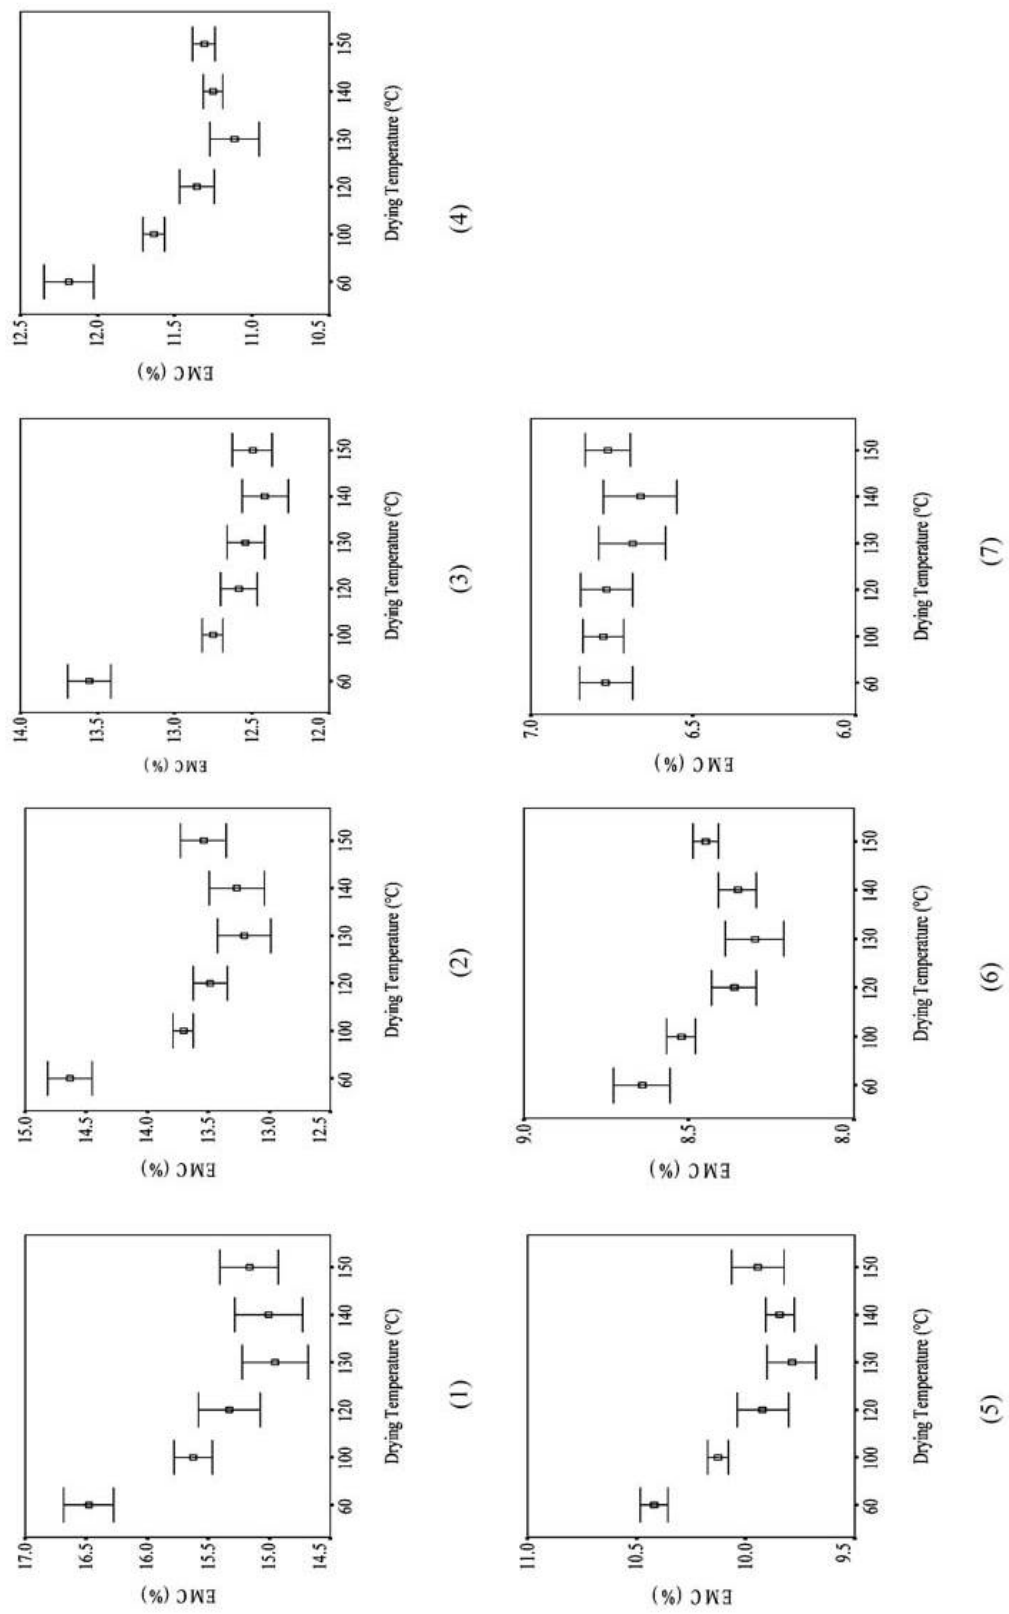 17.0
16.5
16.0
15.5
15.0
14.5
EMC (%)
60 100 120 130 140 150
Drying Temperature (°C)
(1)
15.0
14.5
14.0
13.5
13.0
12.5
EMC (%)
60 100 120 130 140 150
Drying Temperature (°C)
(2)
14.0
13.5
13.0
12.5
12.0
EMC (%)
60 100 120 130 140 150
Drying Temperature (°C)
(3)
12.5
12.0
11.5
11.0
10.5
EMC (%)
60 100 120 130 140 150
Drying Temperature (°C)
(4)
11.0
10.5
10.0
9.5
EMC (%)
60 100 120 130 140 150
Drying Temperature (°C)
(5)
9.0
8.5
8.0
EMC (%)
60 100 120 130 140 150
Drying Temperature (°C)
(6)
7.0
6.5
6.0
EMC (%)
60 100 120 130 140 150
Drying Temperature (°C)
(7)